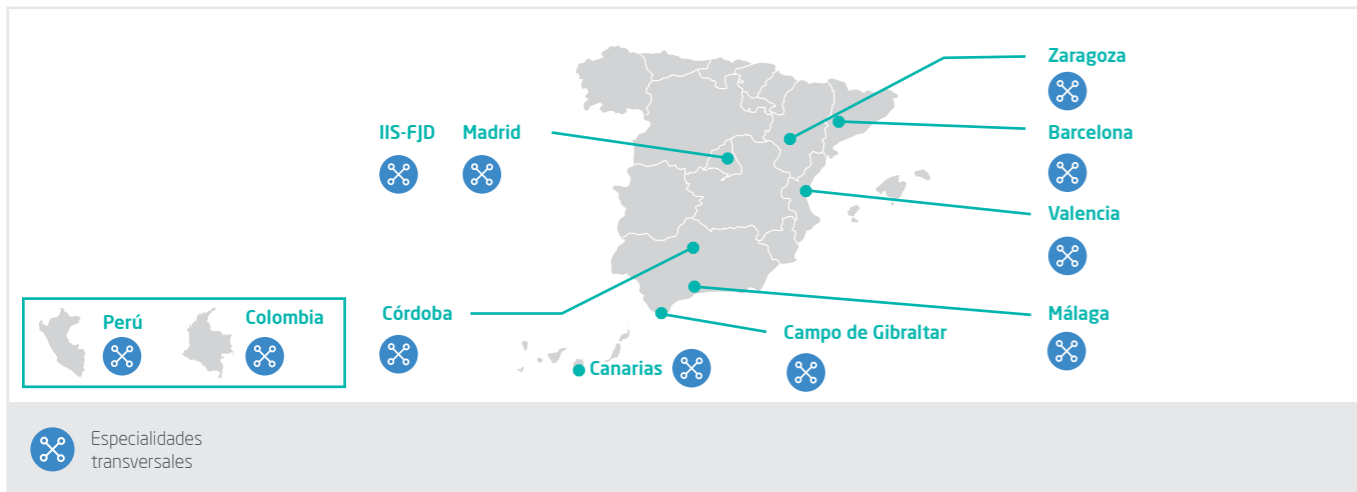 Zaragoza
IIS-FJD Madrid
Barcelona
Valencia
Córdoba
Málaga
Perú
Colombia
Campo de Gibraltar
Canarias
Especialidades
transversales